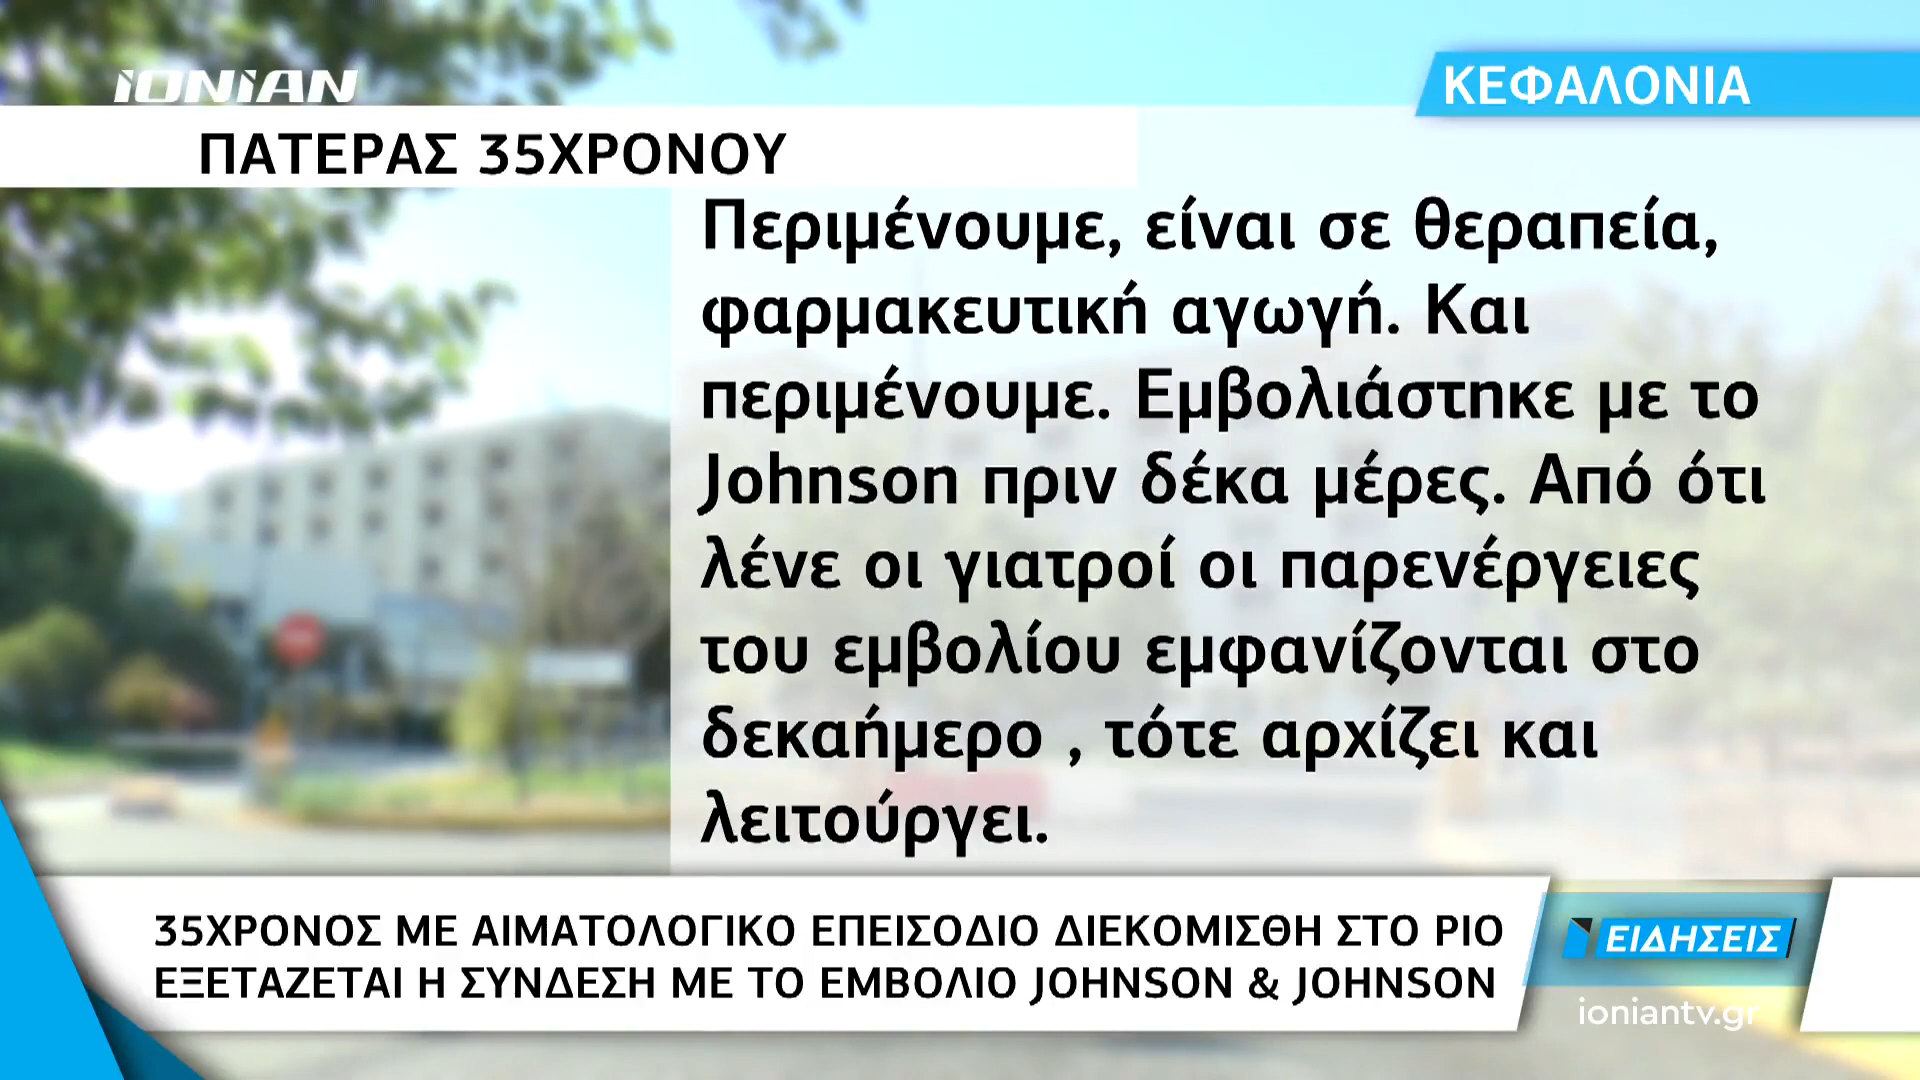 IONIAN
ΚΕΦΑΛΟΝΙΑ
ΠΑΤΕΡΑΣ 35ΧΡΟΝΟΥ
Περιμένουμε, είναι σε θεραπεία,
φαρμακευτική αγωγή. Και
περιμένουμε. Εμβολιάστηκε με το
Johnson πριν δέκα μέρες. Από ότι
λένε οι γιατροί οι παρενέργειες
του εμβολίου εμφανίζονται στο
δεκαήμερο , τότε αρχίζει και
λειτούργει.
35ΧΡΟΝΟΣ ΜΕ ΑΙΜΑΤΟΛΟΓΙΚΟ ΕΠΕΙΣΟΔΙΟ ΔΙΕΚΟΜΙΣΘΗ ΣΤΟ ΡΙΟ
ΕΞΕΤΑΖΕΤΑΙ Η ΣΥΝΔΕΣΗ ΜΕ ΤΟ ΕΜΒΟΛΙΟ JOHNSON & JOHNSON
ΕΙΔΗΣΕΙΣ
ioniantv.gr